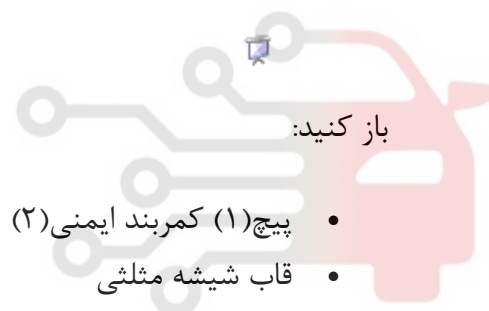 باز کنید:
• پیچ(۱) کمربند ایمنی(۲)
• قاب شیشه مثلثی